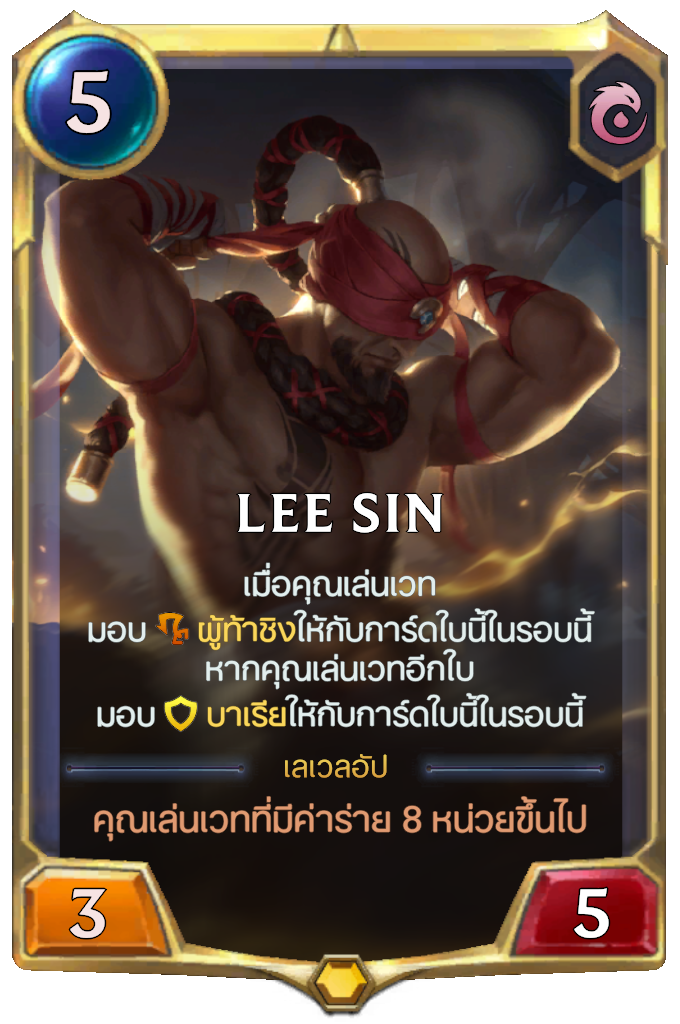 5
LEE SIN
เมื่อคุณเล่นเวท
มอบ ผู้ท้าชิงให้กับการ์ดใบนี้ในรอบนี้
หากคุณเล่นเวทอีกใบ
มอบ บาเรียให้กับการ์ดใบนี้ในรอบนี้
เลเวลอัป
คุณเล่นเวทที่มีค่าร่าย 8 หน่วยขึ้นไป
3
5